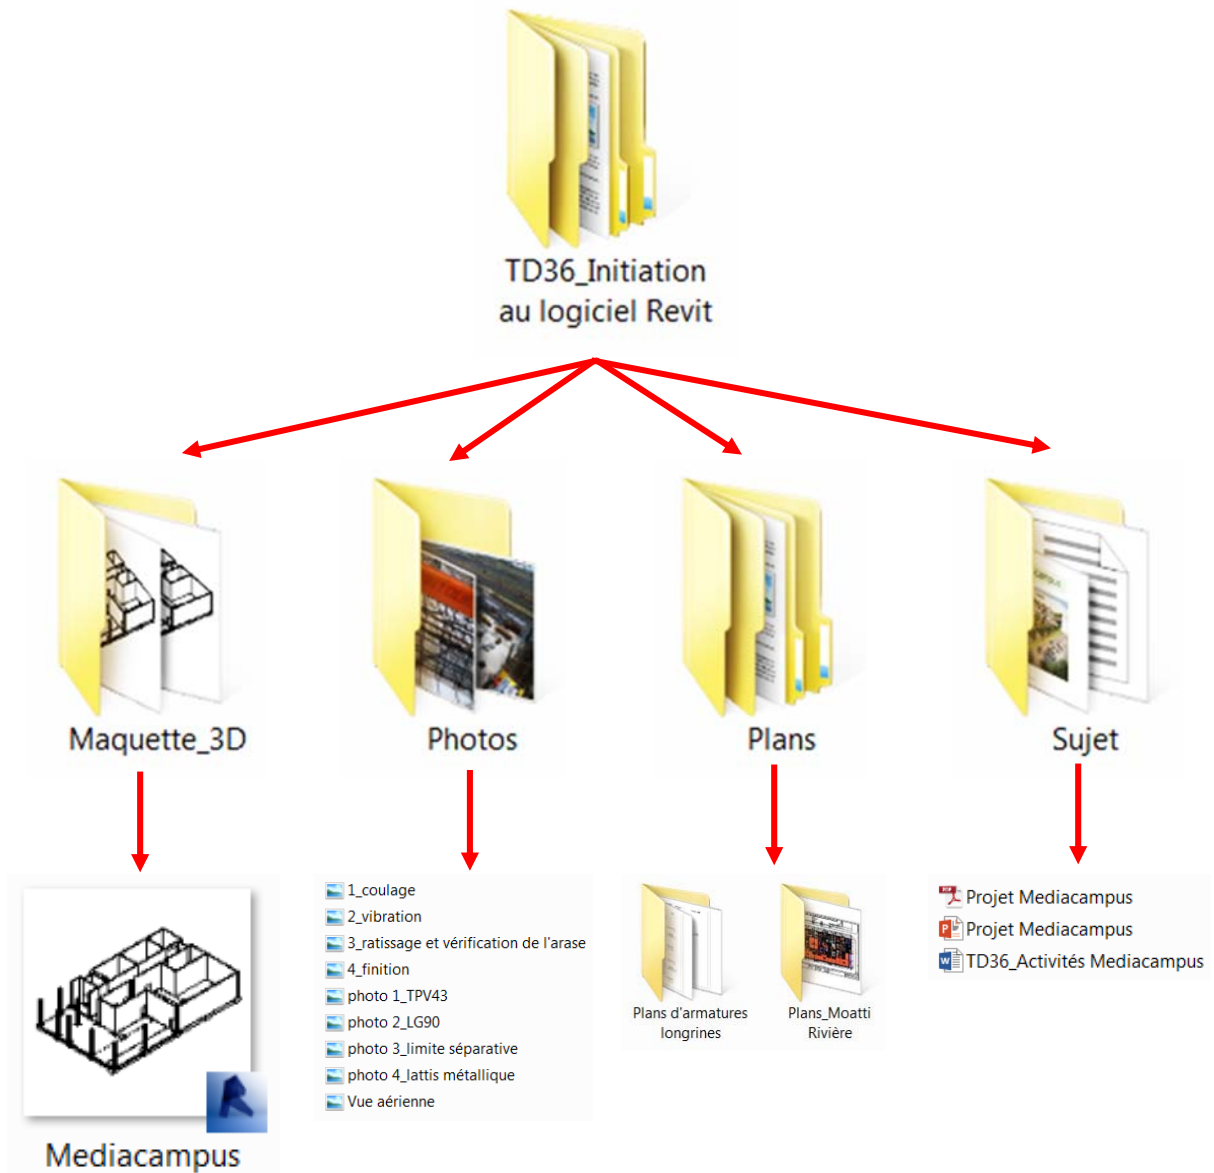 TD36_Initiation
au logiciel Revit
Maquette_3D
Photos
Plans
Sujet
1_coulage
2_vibration
3_ratissage et vérification de l'arase
4_finition
photo 1_TPV43
photo 2_LG90
photo 3_limite séparative
photo 4_lattis métallique
Vue aérienne
Plans d'armatures
longrines
Plans_Moatti
Rivière
Projet Mediacampus
Projet Mediacampus
TD36_Activités Mediacampus
Mediacampus